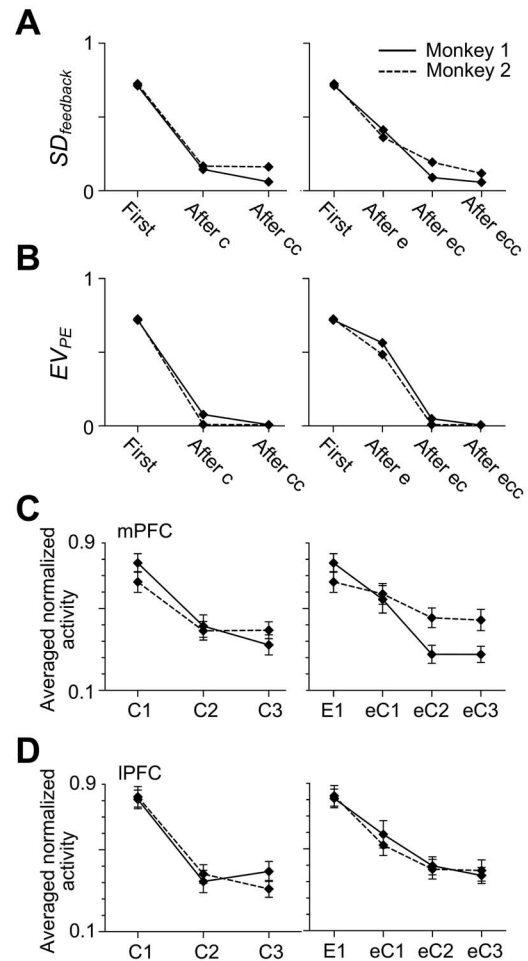 A
1
SD feedback
0
First
After c
After cc
First
After e
After ec
After ecc
Monkey 1
Monkey 2
B
1
EV PE
0
First
After c
After cc
First
After e
After ec
After ecc
C
mPFC
0.9
Averaged normalized
activity
0.1
C1 C2 C3
E1 eC1 eC2 eC3
D
lPFC
0.9
Averaged normalized
activity
0.1
C1 C2 C3
E1 eC1 eC2 eC3